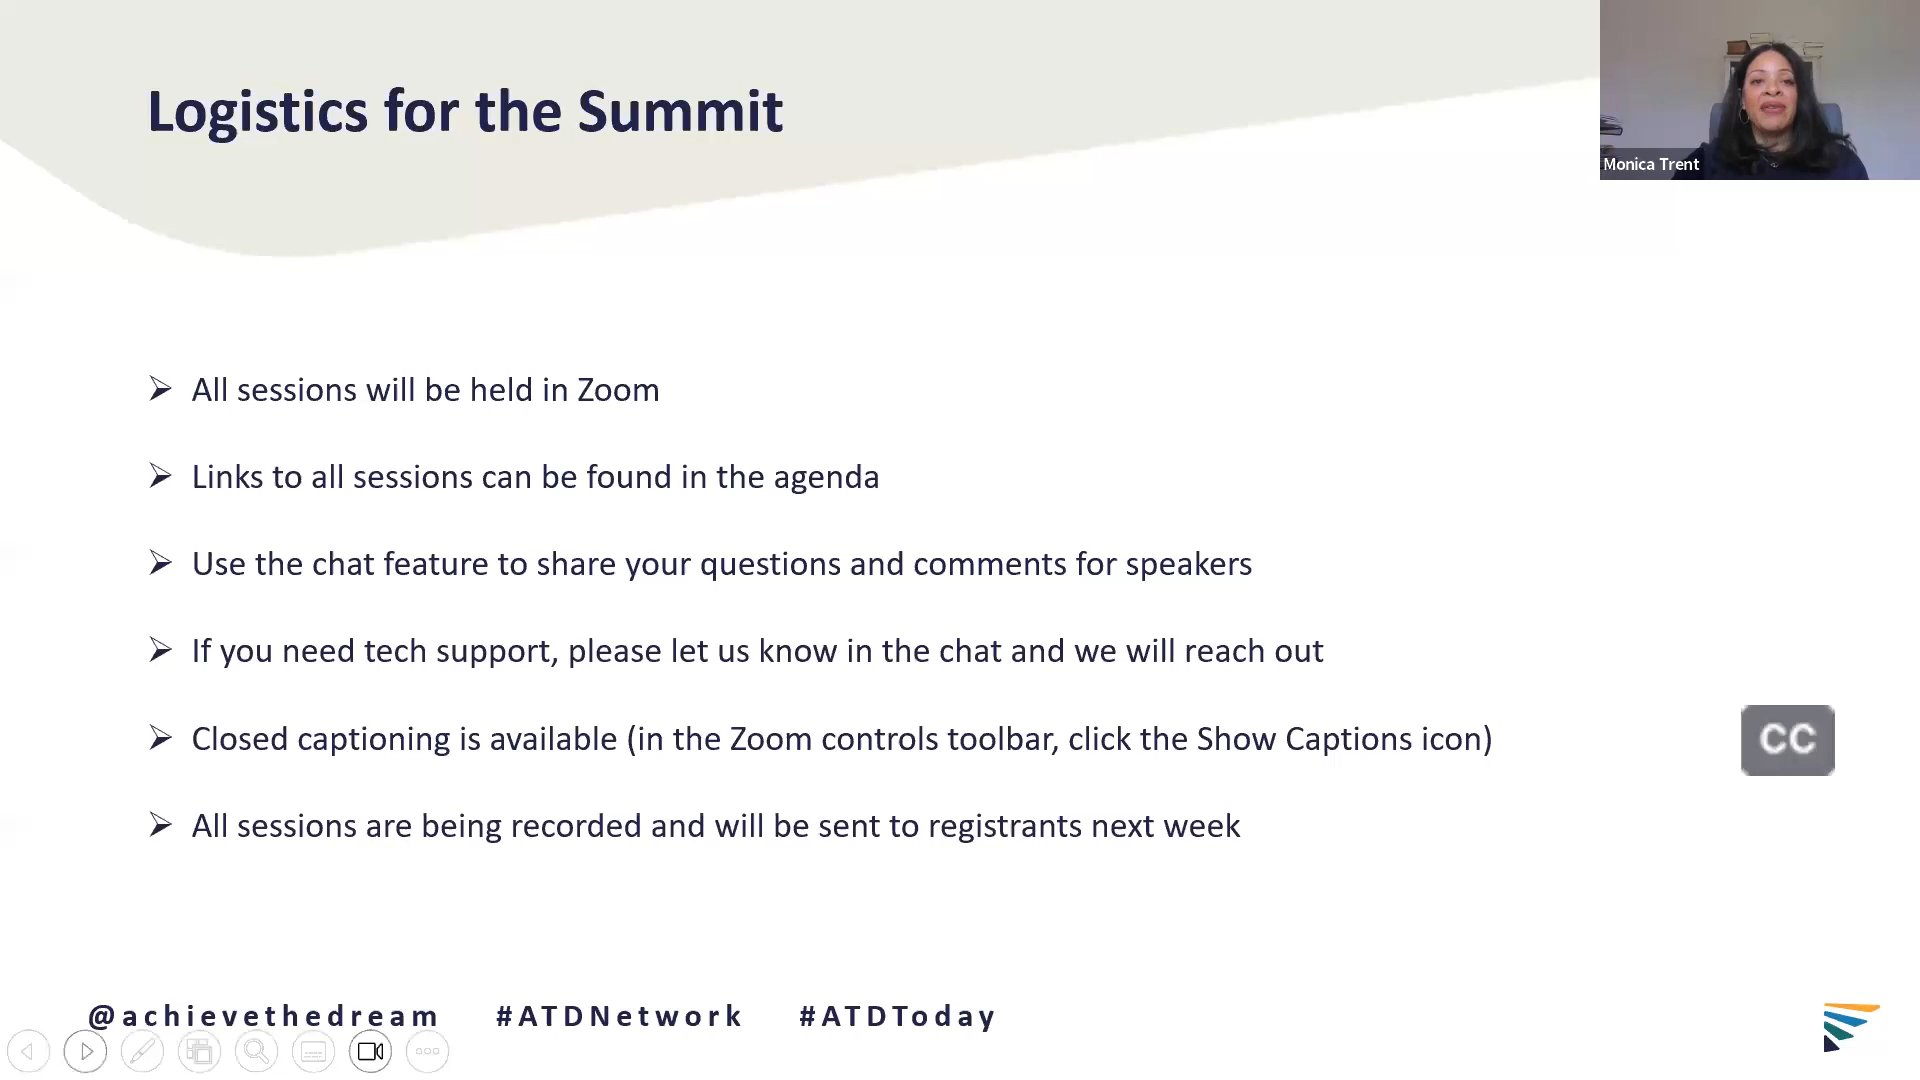 Logistics for the Summit
Monica Trent
All sessions will be held in Zoom
Links to all sessions can be found in the agenda
Use the chat feature to share your questions and comments for speakers
If you need tech support, please let us know in the chat and we will reach out
Closed captioning is available (in the Zoom controls toolbar, click the Show Captions icon)
CC
All sessions are being recorded and will be sent to registrants next week
@achievethedream #ATDNetwork #ATDToday